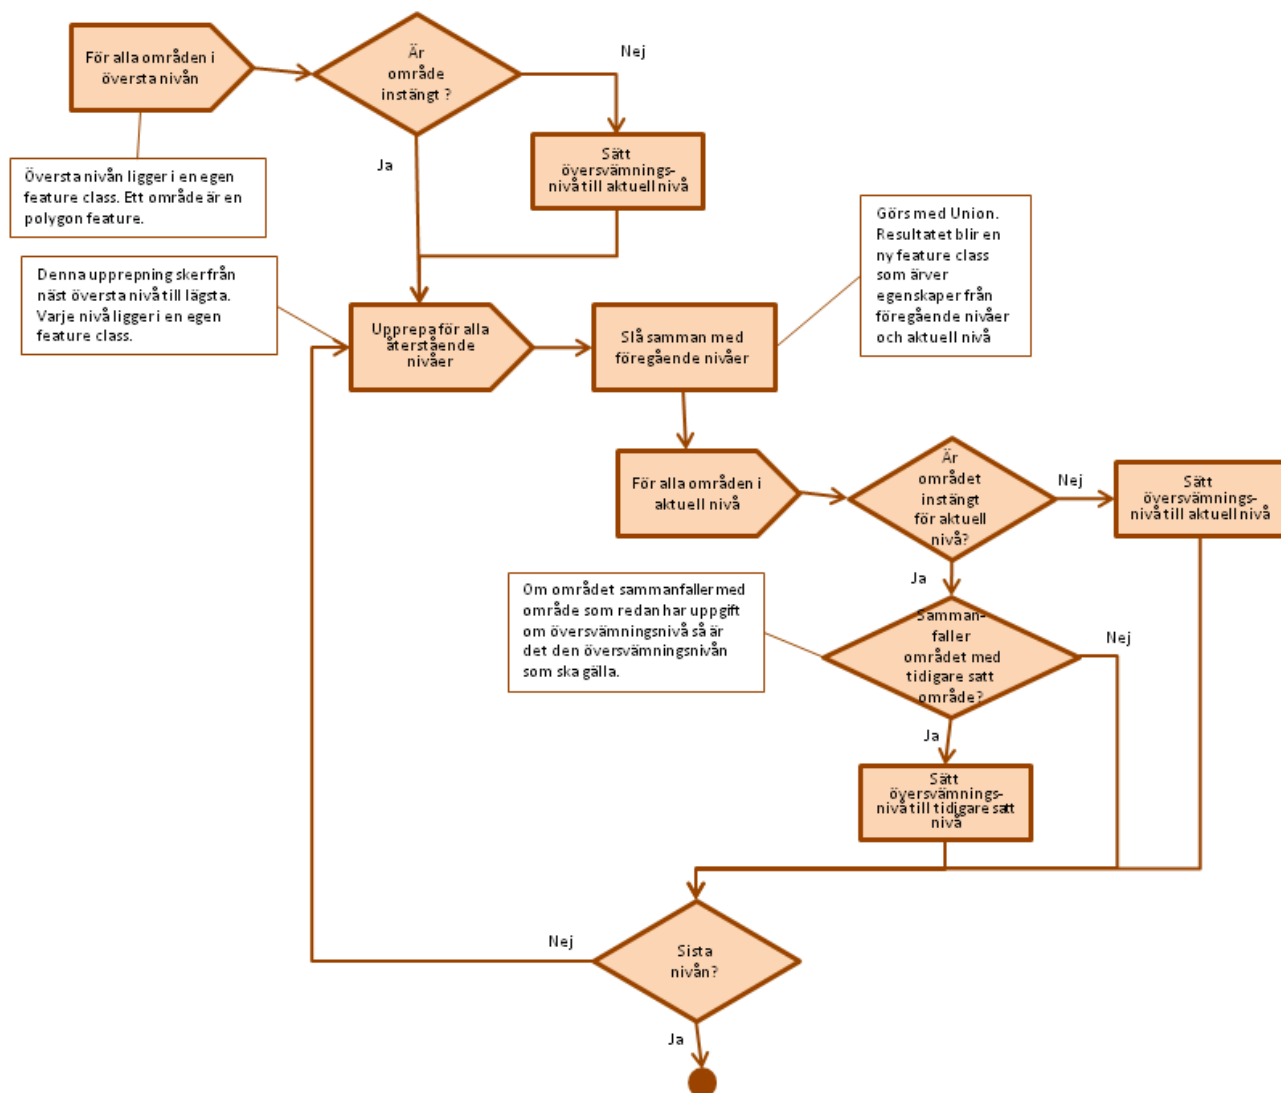 För alla områden i
översta nivån
Är
område
instängt ?
Nej
Ja
Sätt
översvämnings-
nivå till aktuell nivå
Översta nivån ligger i en egen
feature class. Ett område är en
polygon feature.
Görs med Union.
Resultatet blir en
ny feature class
som ärver
egenskaper från
föregående nivåer
och aktuell nivå
Denna upprepning sker från
näst översta nivå till lägsta.
Varje nivå ligger i en egen
feature class.
Upprepa för alla
återstående
nivåer
Slå samman med
föregående nivåer
För alla områden i
aktuell nivå
Är
området
instängt
för aktuell
nivå?
Nej
Sätt
översvämnings-
nivå till aktuell nivå
Ja
Om området sammanfaller med
område som redan har uppgift
om översvämningsnivå så är
det den översvämningsnivån
som ska gälla.
Samman-
faller
området med
tidigare satt
område?
Nej
Ja
Sätt
översvämnings-
nivå till tidigare satt
nivå
Nej
Sista
nivån?
Ja